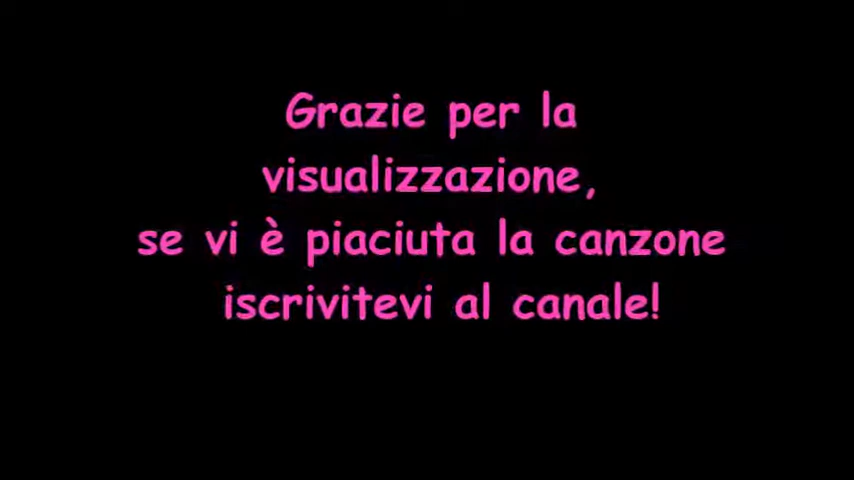 Grazie per la
visualizzazione,
se vi è piaciuta la canzone
iscrivitevi al canale!